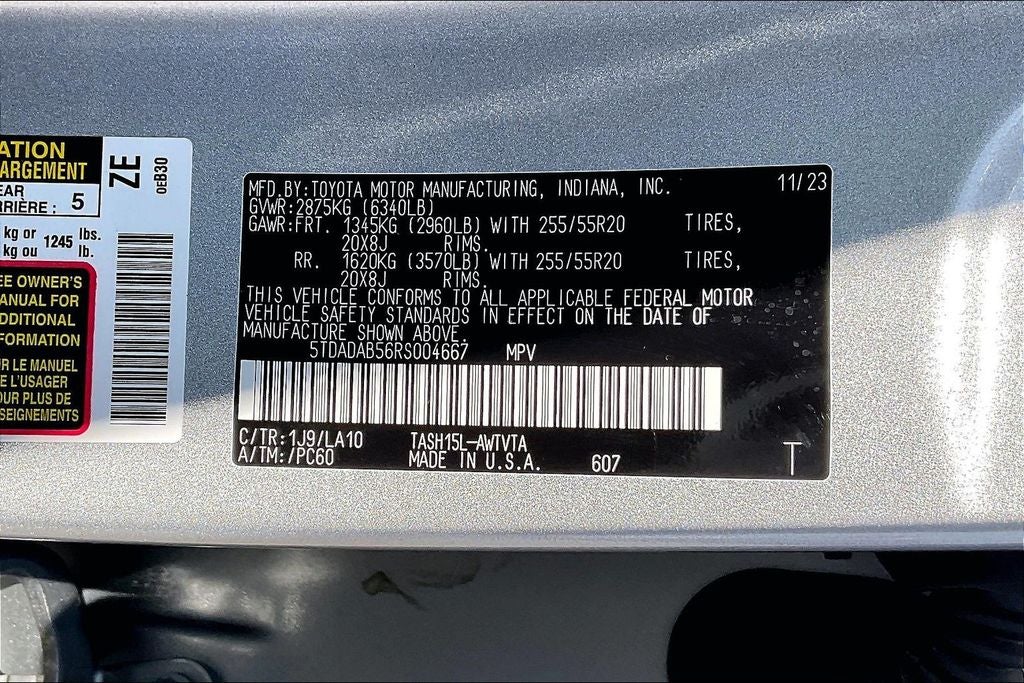 ATION
ARGEMENT
EAR
RRIÈRE : 5
kg or 1245 lbs.
kg ou lb.
EE OWNER'S
MANUAL FOR
DDITIONAL
FORMATION
R LE MANUEL
E L'USAGER
OUR PLUS DE
SEIGNEMENTS
ZE
0EB30
MFD.BY:TOYOTA MOTOR MANUFACTURING, INDIANA, INC. 11/23
GVWR:2875KG (6340LB)
GAWR:FRT. 1345KG (2960LB) WITH 255/55R20 TIRES,
20X8J RIMS.
RR. 1620KG (3570LB) WITH 255/55R20 TIRES,
20X8J RIMS.
THIS VEHICLE CONFORMS TO ALL APPLICABLE FEDERAL MOTOR
VEHICLE SAFETY STANDARDS IN EFFECT ON THE DATE OF
MANUFACTURE SHOWN ABOVE.
5TDADAB56RS004667 MPV
C/TR:1J9/LA10 TASH15L-AWTVTA
A/TM:/PC60 MADE IN U.S.A. 607 T